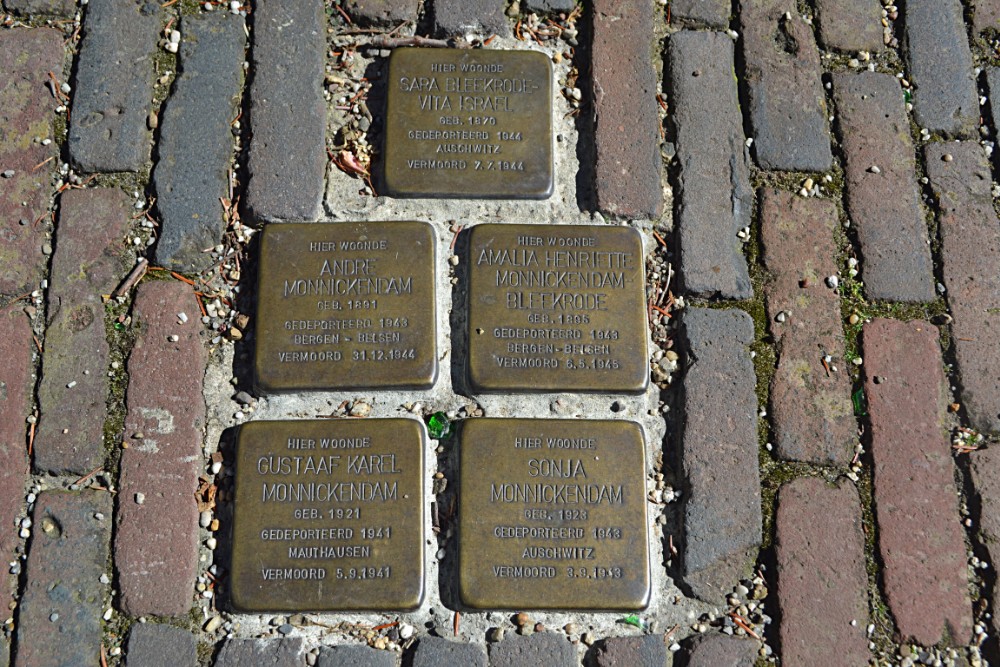 HIER WOONDE
SARA BLEEKRODE-
VITA ISRAEL
GEB. 1870
GEDEPORTEERD 1944
AUSCHWITZ
VERMOORD 7.7.1944
HIER WOONDE
ANDRE
MONNICKENDAM
GEB. 1891
GEDEPORTEERD 1943
BERGEN - BELSEN
VERMOORD 31.12.1944
HIER WOONDE
AMALIA HENRIETTE
MONNICKENDAM
BLEEKRODE
GEB. 1895
GEDEPORTEERD 1943
BERGEN-BELSEN
VERMOORD 6.5.1945
HIER WOONDE
GUSTAAF KAREL
MONNICKENDAM
GEB. 1921
GEDEPORTEERD 1941
MAUTHAUSEN
VERMOORD 5.9.1941
HIER WOONDE
SONJA
MONNICKENDAM
GEB. 1923
GEDEPORTEERD 1943
AUSCHWITZ
VERMOORD 3.9.1943